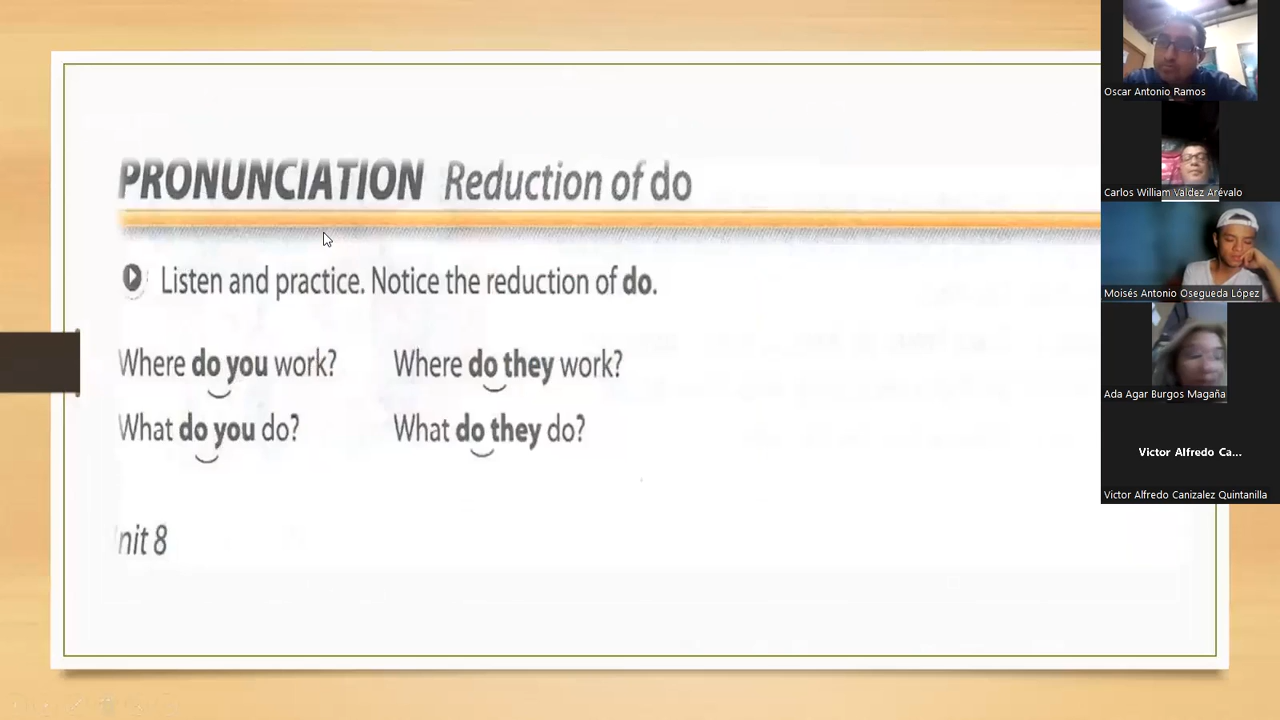 PRONUNCIATION Reduction of do
Listen and practice. Notice the reduction of do.
Where do you work? Where do they work?
What do you do? What do they do?
nit 8
Oscar Antonio Ramos
Carlos William Valdez Arévalo
Moisés Antonio Osegueda López
Ada Agar Burgos Magaña
Victor Alfredo Ca...
Victor Alfredo Canizalez Quintanilla